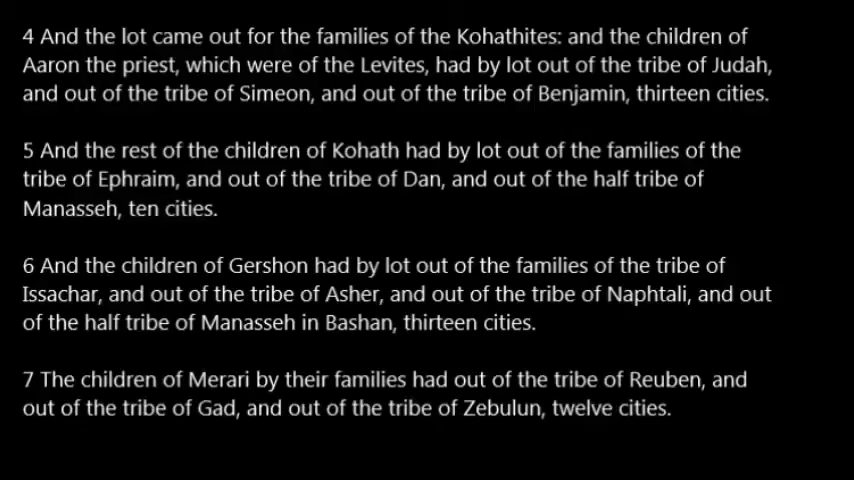 4 And the lot came out for the families of the Kohathites: and the children of
Aaron the priest, which were of the Levites, had by lot out of the tribe of Judah,
and out of the tribe of Simeon, and out of the tribe of Benjamin, thirteen cities.
5 And the rest of the children of Kohath had by lot out of the families of the
tribe of Ephraim, and out of the tribe of Dan, and out of the half tribe of
Manasseh, ten cities.
6 And the children of Gershon had by lot out of the families of the tribe of
Issachar, and out of the tribe of Asher, and out of the tribe of Naphtali, and out
of the half tribe of Manasseh in Bashan, thirteen cities.
7 The children of Merari by their families had out of the tribe of Reuben, and
out of the tribe of Gad, and out of the tribe of Zebulun, twelve cities.